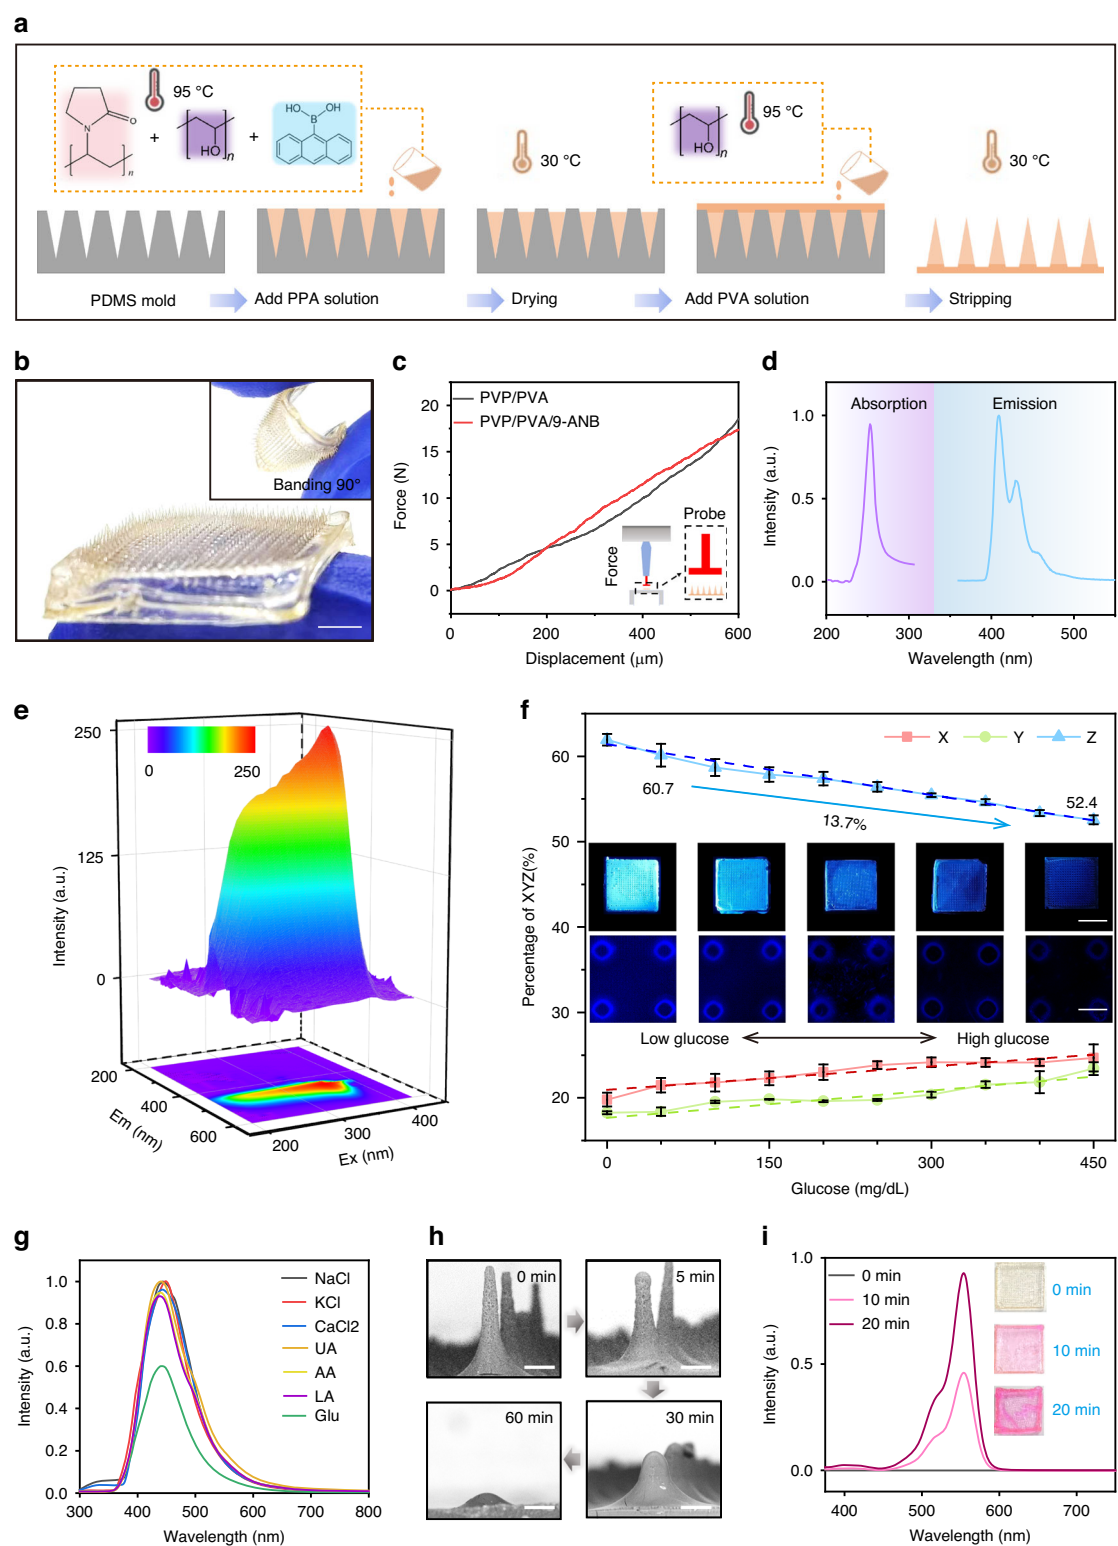 a
95 °C
N
O
n
+
HO
n
+
HO
OH
B
30 °C
HO
n
95 °C
30 °C
PDMS mold
Add PPA solution
Drying
Add PVA solution
Stripping
b
Banding 90°
c
PVP/PVA
PVP/PVA/9-ANB
Probe
Force
20
15
10
5
0
Force (N)
0
200
400
600
Displacement (μm)
d
Absorption
Emission
1.0
0.5
0.0
Intensity (a.u.)
200
300
400
500
Wavelength (nm)
e
0
250
250
125
0
Intensity (a.u.)
200
400
600
Em (nm)
200
300
400
Ex (nm)
f
X
Y
Z
60.7
13.7%
52.4
Low glucose
High glucose
60
50
40
30
20
Percentage of XYZ(%)
0
150
300
450
Glucose (mg/dL)
g
NaCl
KCl
CaCl2
UA
AA
LA
Glu
1.0
0.8
0.6
0.4
0.2
0.0
Intensity (a.u.)
300
400
500
600
700
800
Wavelength (nm)
h
0 min
5 min
60 min
30 min
i
0 min
10 min
20 min
0 min
10 min
20 min
1.0
0.5
0.0
Intensity (a.u.)
400
500
600
700
Wavelength (nm)